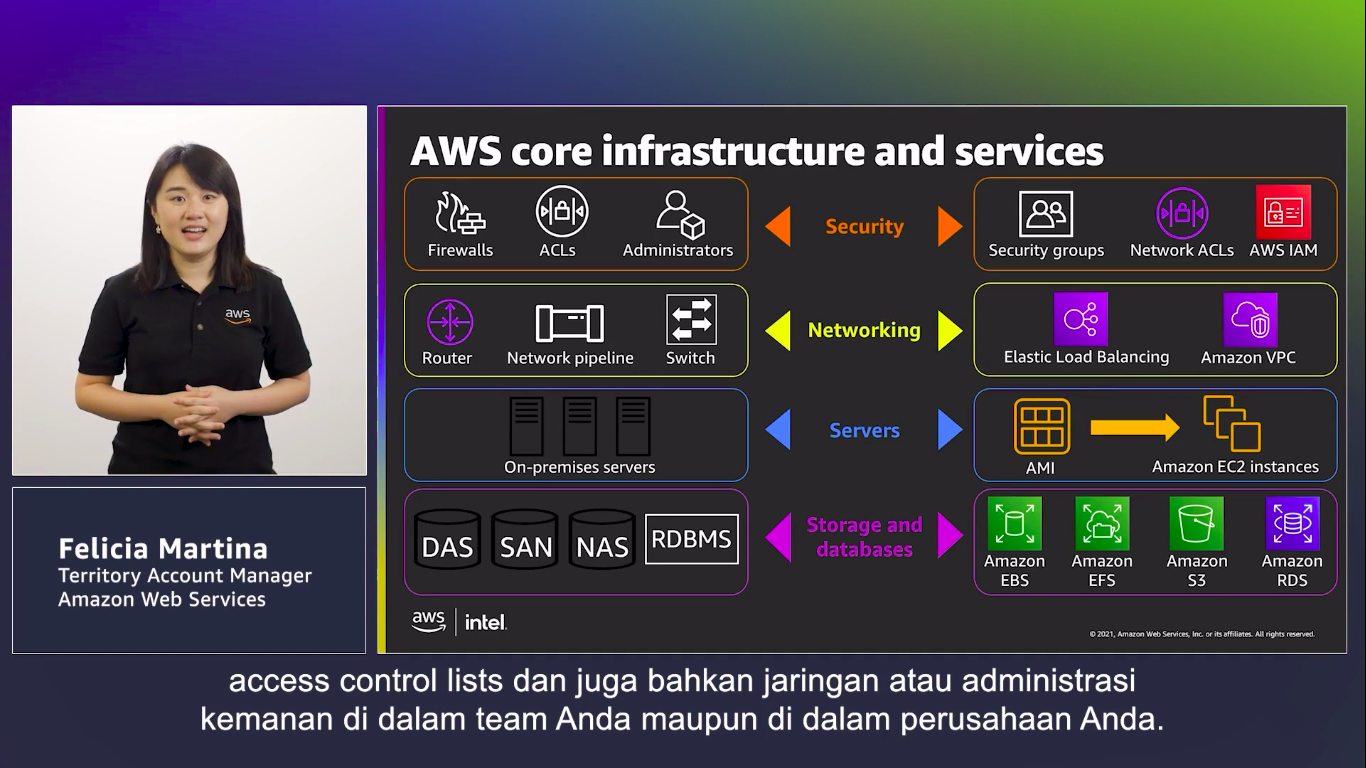 aws
Felicia Martina
Territory Account Manager
Amazon Web Services
AWS core infrastructure and services
Firewalls
ACLs
Administrators
Security
Security groups
Network ACLs
AWS IAM
Router
Network pipeline
Switch
Networking
Elastic Load Balancing
Amazon VPC
On-premises servers
Servers
AMI
Amazon EC2 instances
DAS
SAN
NAS
RDBMS
Storage and
databases
Amazon
EBS
Amazon
EFS
Amazon
S3
Amazon
RDS
aws
intel.
© 2021, Amazon Web Services, Inc. or its affiliates. All rights reserved.
access control lists dan juga bahkan jaringan atau administrasi
kemanan di dalam team Anda maupun di dalam perusahaan Anda.